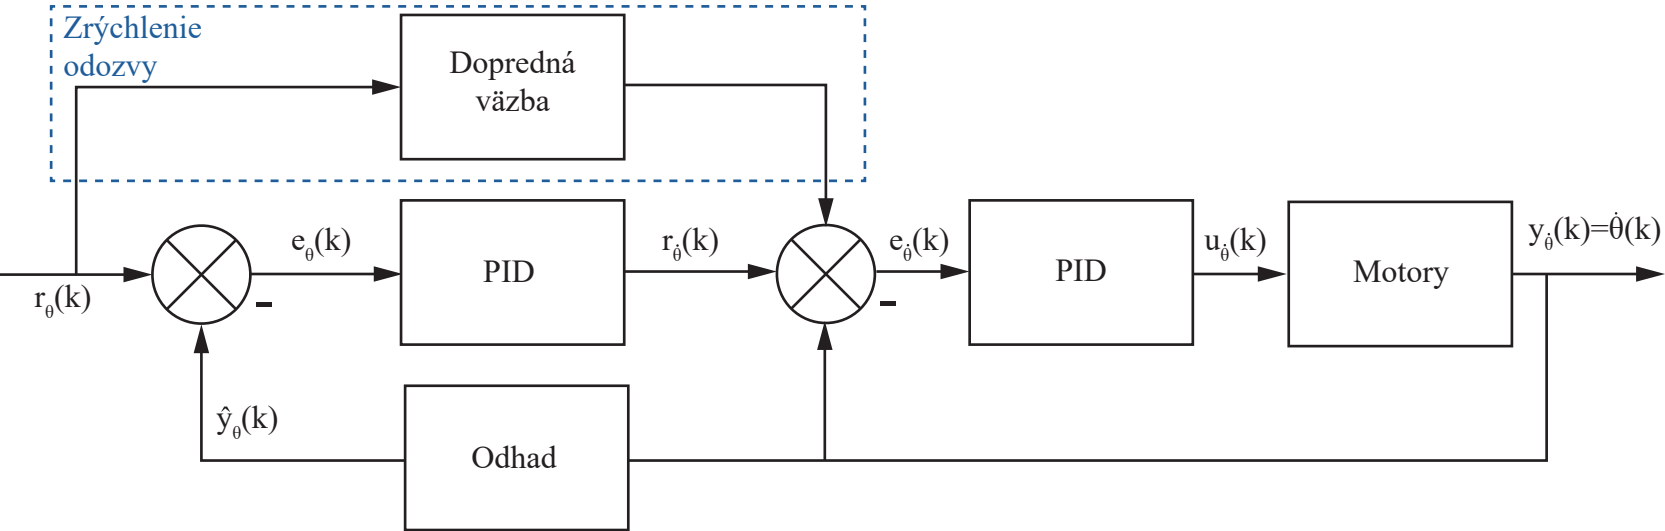 Zrýchlenie
odozvy
Dopredná
väzba
r_θ(k)
e_θ(k)
PID
r_θ̇(k)
e_θ̇(k)
PID
u_θ̇(k)
Motory
y_θ̇(k)=θ̇(k)
-
-
ŷ_θ(k)
Odhad